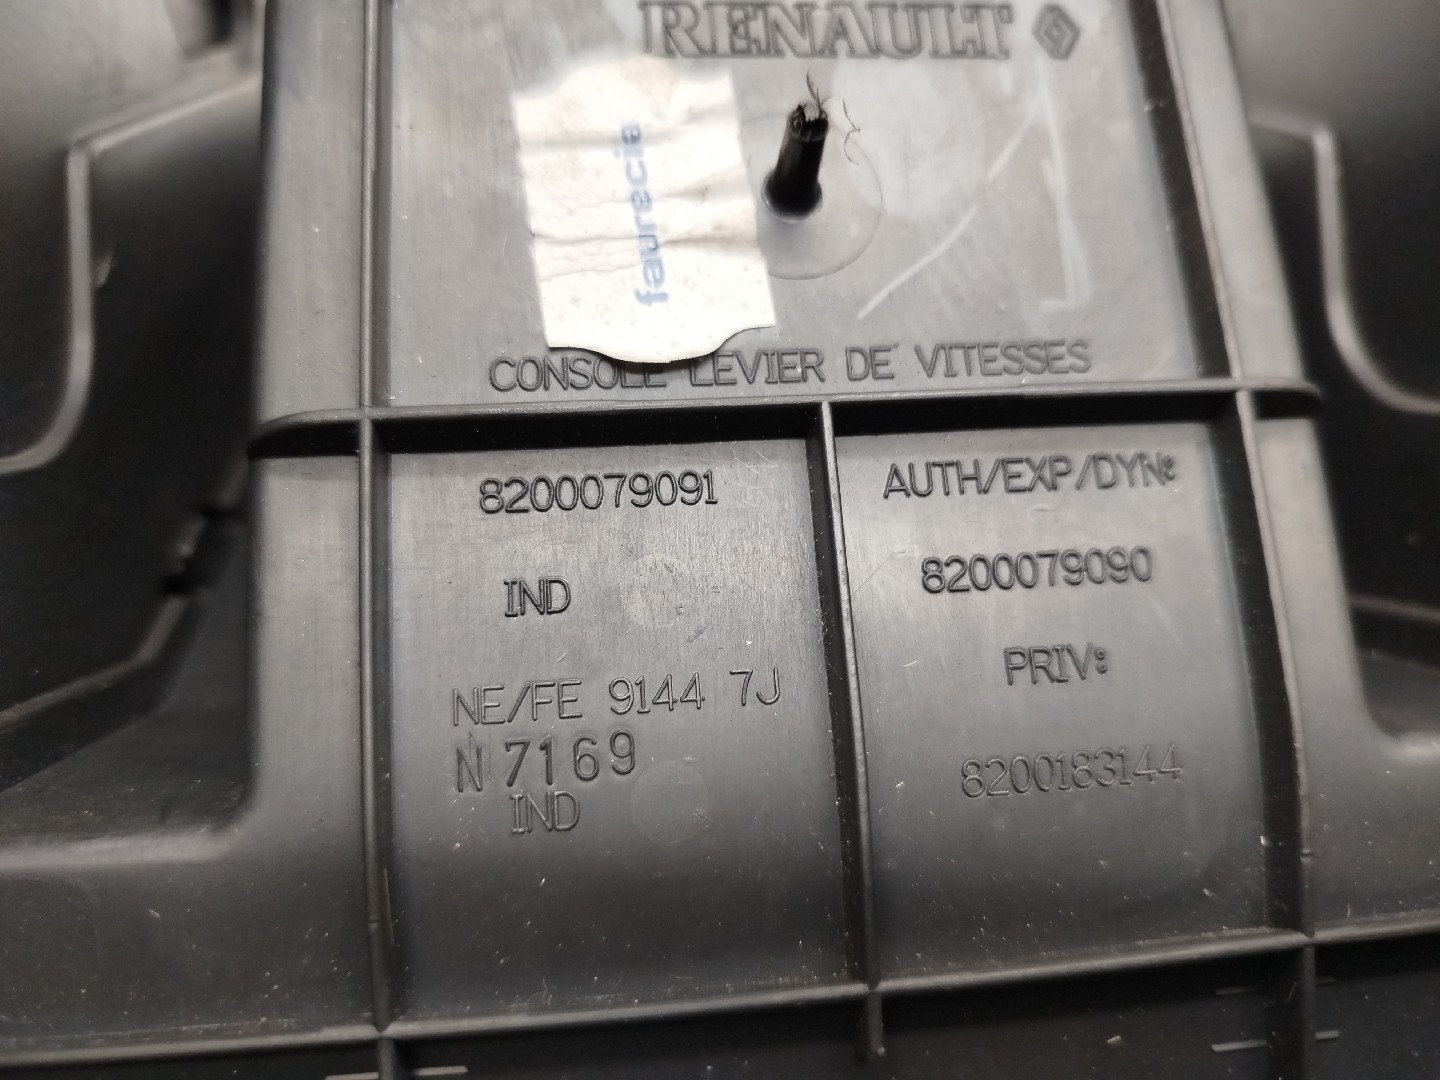 RENAULT
faurecia
CONSOLE LEVIER DE VITESSES
8200079091
IND
NE/FE 9144 7J
N 7169
IND
AUTH/EXP/DYN:
8200079090
PRIV:
8200183144